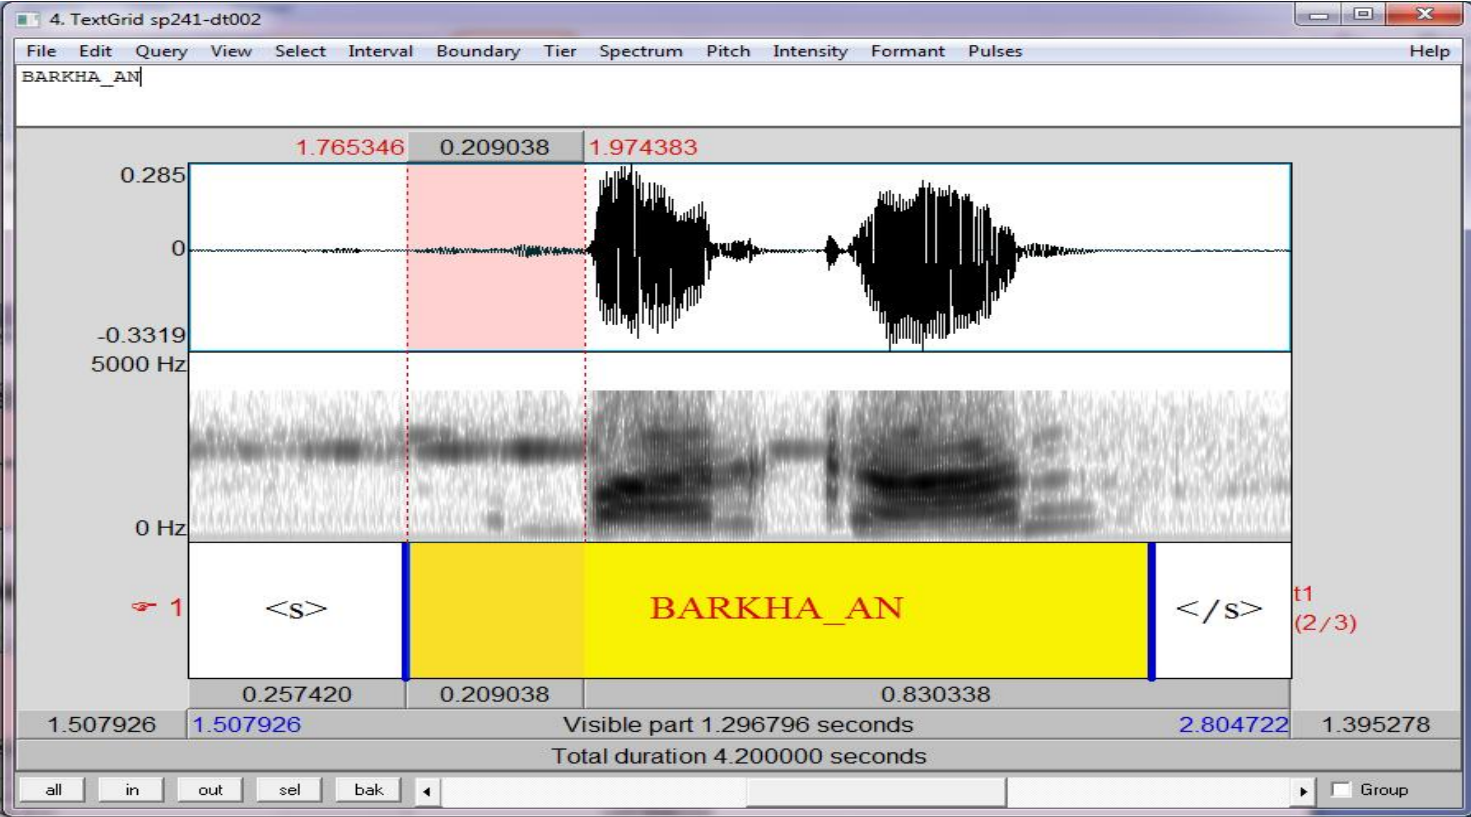 4. TextGrid sp241-dt002
File Edit Query View Select Interval Boundary Tier Spectrum Pitch Intensity Formant Pulses Help
BARKHA_AN
1.765346 0.209038 1.974383
0.285
0
-0.3319
5000 Hz
0 Hz
☞ 1 <s> BARKHA_AN </s> t1
(2/3)
0.257420 0.209038 0.830338
1.507926 1.507926 Visible part 1.296796 seconds 2.804722 1.395278
Total duration 4.200000 seconds
all in out sel bak Group